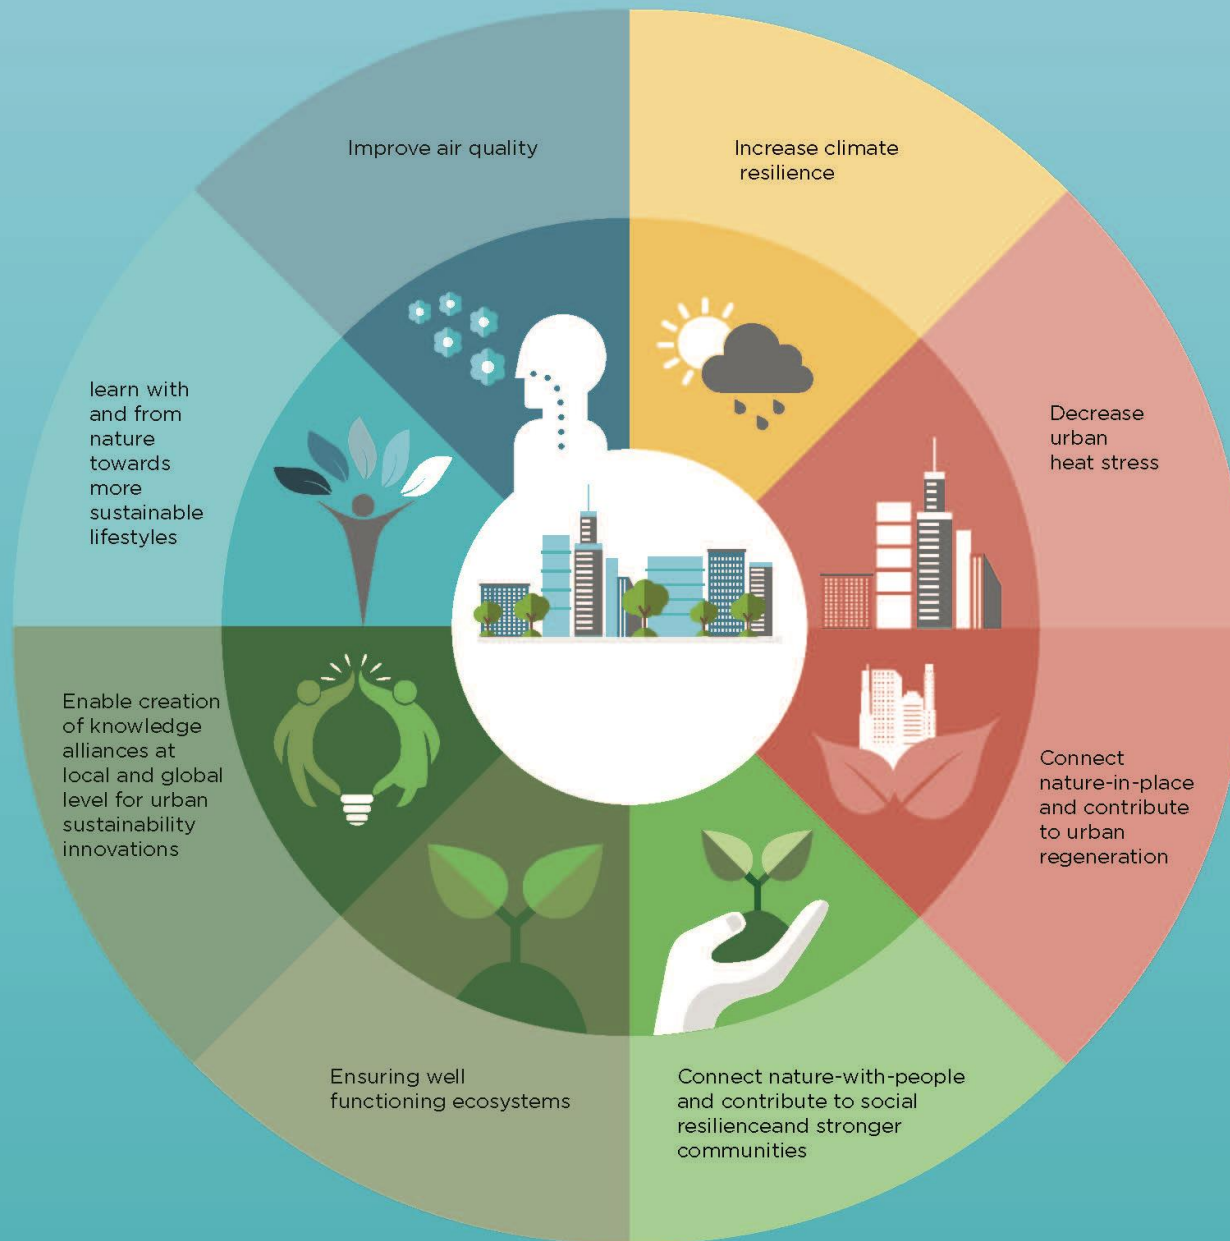 Improve air quality
Increase climate
resilience
Decrease
urban
heat stress
Connect
nature-in-place
and contribute
to urban
regeneration
Connect nature-with-people
and contribute to social
resilienceand stronger
communities
Ensuring well
functioning ecosystems
Enable creation
of knowledge
alliances at
local and global
level for urban
sustainability
innovations
learn with
and from
nature
towards
more
sustainable
lifestyles